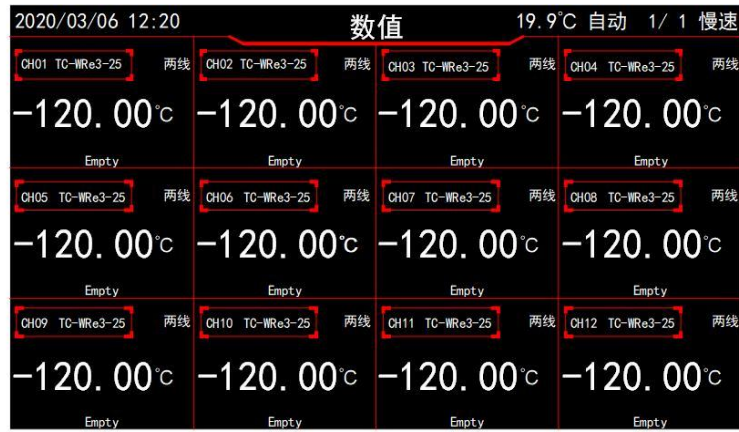 2020/03/06 12:20 数值 19.9℃ 自动 1/ 1 慢速
CH01 TC-WRe3-25 两线 CH02 TC-WRe3-25 两线 CH03 TC-WRe3-25 两线 CH04 TC-WRe3-25 两线
-120.00℃ -120.00℃ -120.00℃ -120.00℃
Empty Empty Empty Empty
CH05 TC-WRe3-25 两线 CH06 TC-WRe3-25 两线 CH07 TC-WRe3-25 两线 CH08 TC-WRe3-25 两线
-120.00℃ -120.00℃ -120.00℃ -120.00℃
Empty Empty Empty Empty
CH09 TC-WRe3-25 两线 CH10 TC-WRe3-25 两线 CH11 TC-WRe3-25 两线 CH12 TC-WRe3-25 两线
-120.00℃ -120.00℃ -120.00℃ -120.00℃
Empty Empty Empty Empty